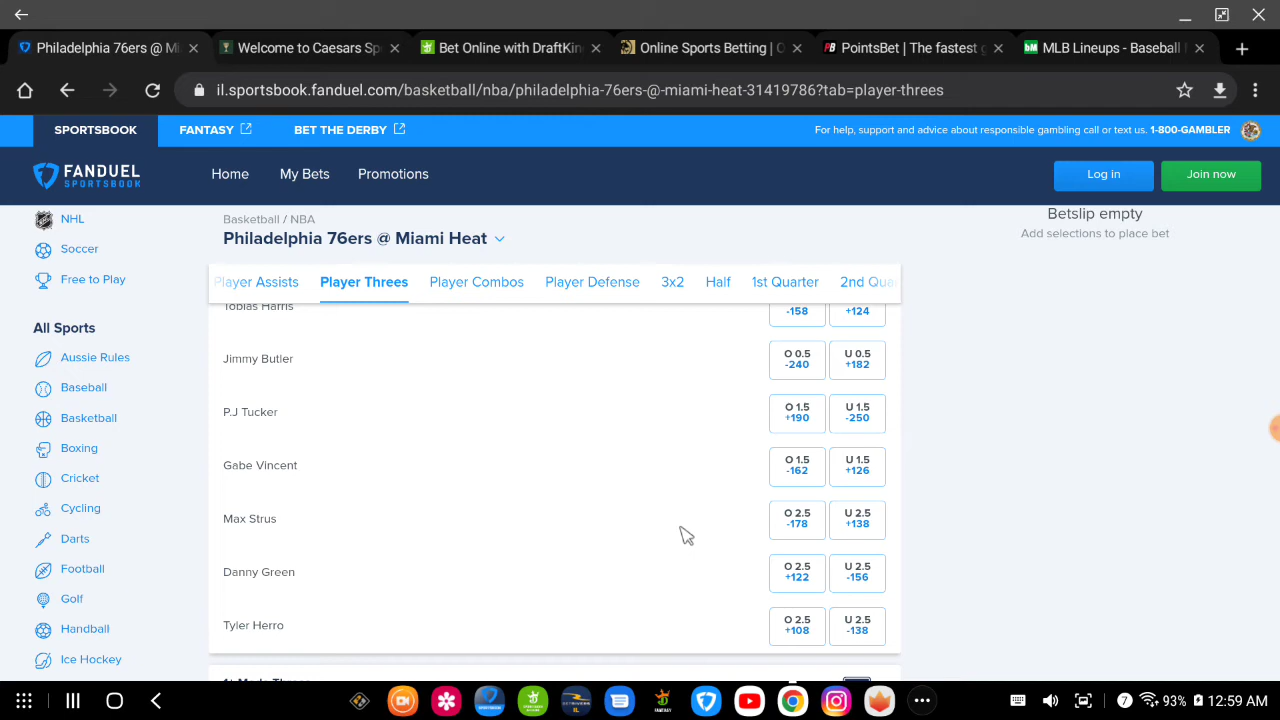 Philadelphia 76ers @ Mi
Welcome to Caesars Sp
Bet Online with DraftKin
Online Sports Betting | O
PointsBet | The fastest g
MLB Lineups - Baseball
il.sportsbook.fanduel.com/basketball/nba/philadelphia-76ers-@-miami-heat-31419786?tab=player-threes
SPORTSBOOK
FANTASY
BET THE DERBY
For help, support and advice about responsible gambling call or text us. 1-800-GAMBLER
FANDUEL
SPORTSBOOK
Home
My Bets
Promotions
Log in
Join now
NHL
Soccer
Free to Play
All Sports
Aussie Rules
Baseball
Basketball
Boxing
Cricket
Cycling
Darts
Football
Golf
Handball
Ice Hockey
Basketball / NBA
Philadelphia 76ers @ Miami Heat
Player Assists
Player Threes
Player Combos
Player Defense
3x2
Half
1st Quarter
2nd Qua
Tobias Harris
-158
+124
Jimmy Butler
O 0.5
-240
U 0.5
+182
P.J Tucker
O 1.5
+190
U 1.5
-250
Gabe Vincent
O 1.5
-162
U 1.5
+126
Max Strus
O 2.5
-178
U 2.5
+138
Danny Green
O 2.5
+122
U 2.5
-156
Tyler Herro
O 2.5
+108
U 2.5
-138
Betslip empty
Add selections to place bet
7
93%
12:59 AM